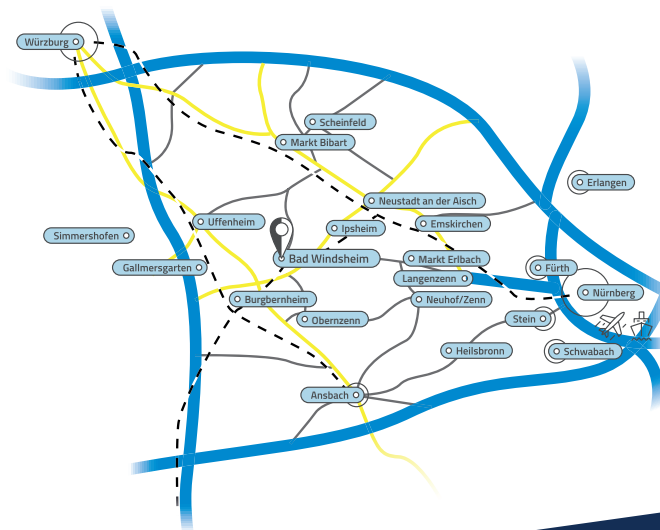 Würzburg
Scheinfeld
Markt Bibart
Erlangen
Neustadt an der Aisch
Uffenheim
Emskirchen
Ipsheim
Simmershofen
Bad Windsheim
Markt Erlbach
Gallmersgarten
Fürth
Langenzenn
Nürnberg
Burgbernheim
Neuhof/Zenn
Obernzenn
Stein
Heilsbronn
Schwabach
Ansbach